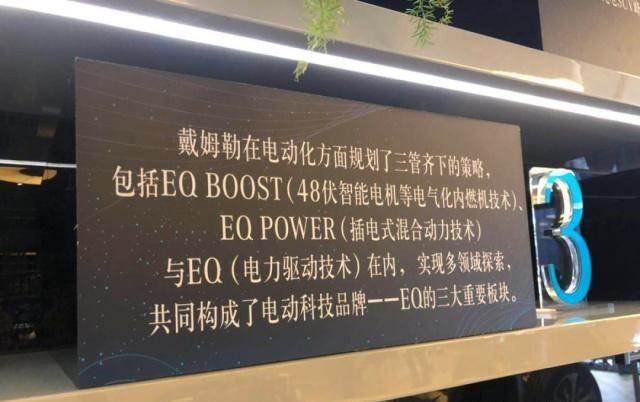 戴姆勒在电动化方面规划了三管齐下的策略，
包括EQ BOOST（48伏智能电机等电气化内燃机技术）、
EQ POWER（插电式混合动力技术）
与EQ（电力驱动技术）在内，实现多领域探索，
共同构成了电动科技品牌——EQ的三大重要板块。
3